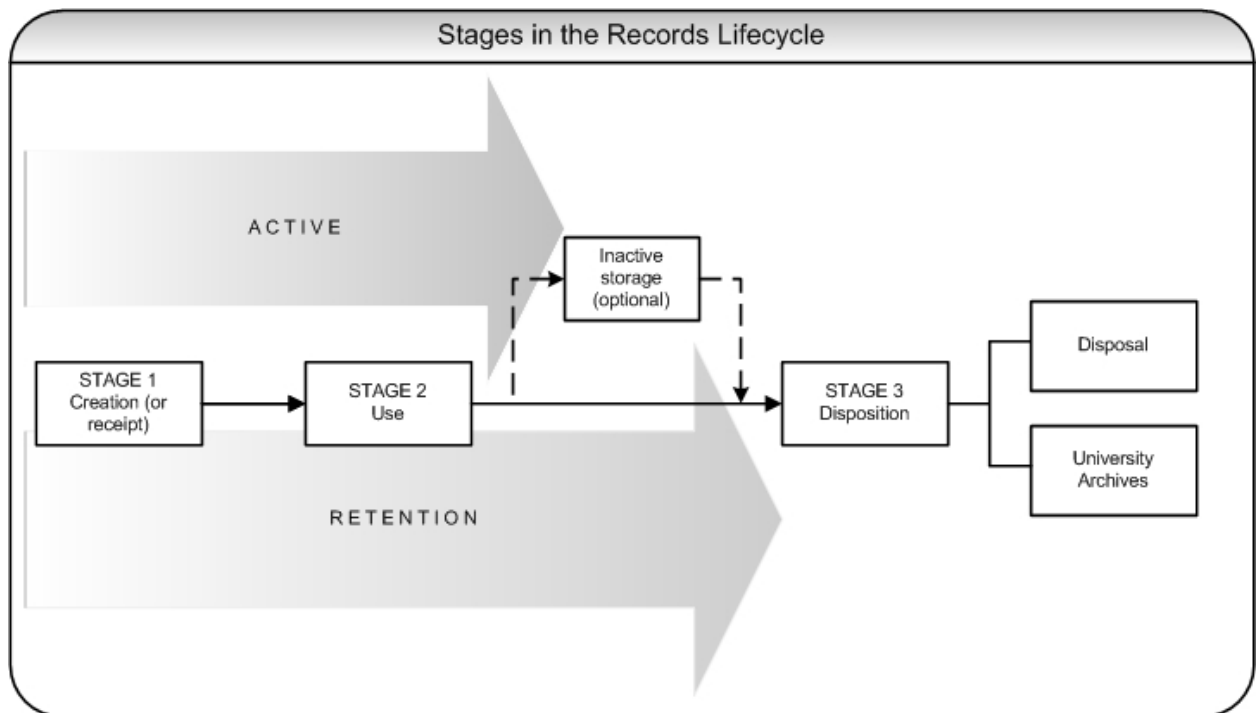 Stages in the Records Lifecycle
ACTIVE
Inactive
storage
(optional)
STAGE 1
Creation (or
receipt)
STAGE 2
Use
STAGE 3
Disposition
Disposal
University
Archives
RETENTION